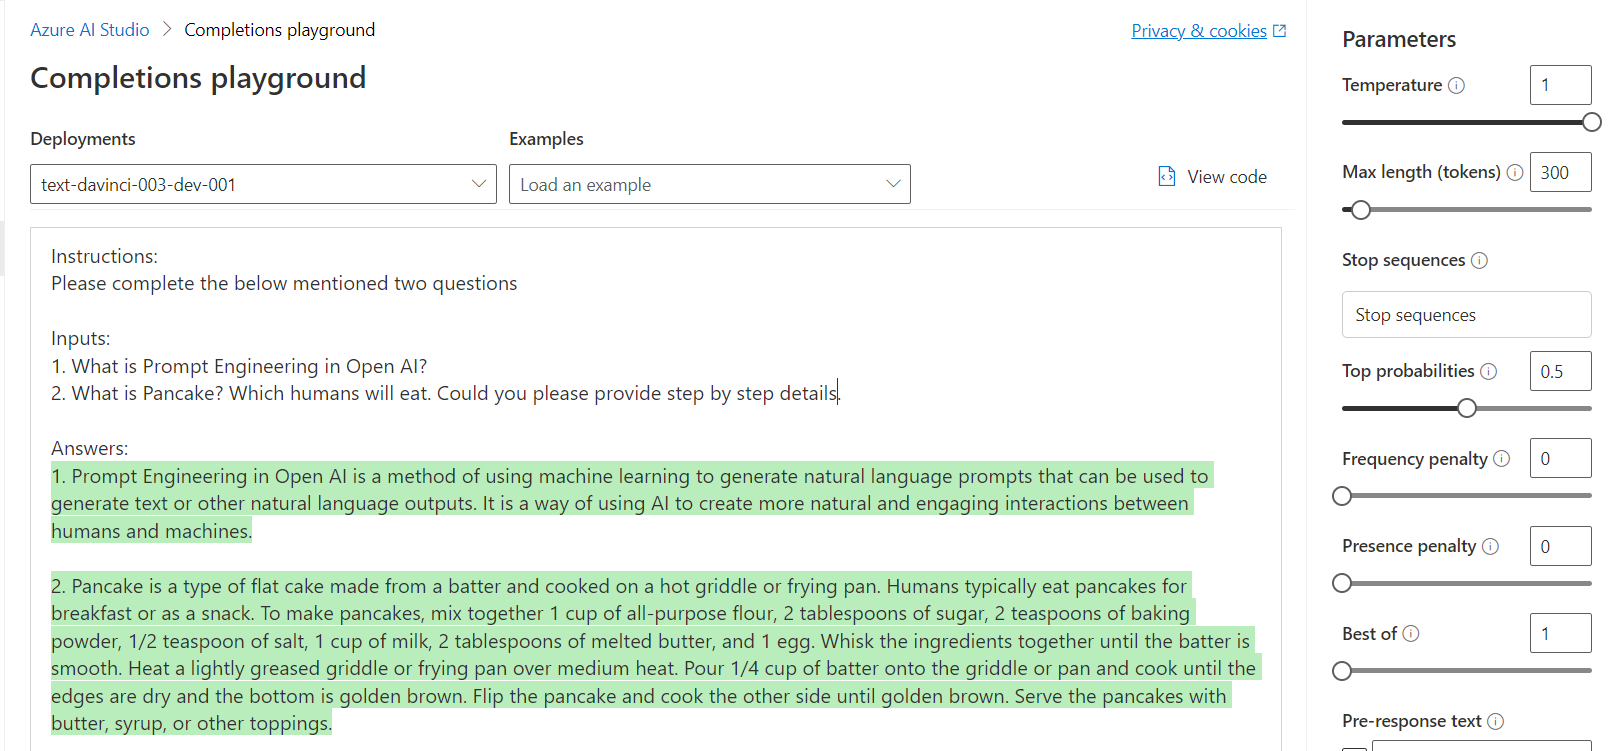 Azure AI Studio > Completions playground
Privacy & cookies
Completions playground
Deployments
Examples
text-davinci-003-dev-001
Load an example
View code
Instructions:
Please complete the below mentioned two questions
Inputs:
1. What is Prompt Engineering in Open AI?
2. What is Pancake? Which humans will eat. Could you please provide step by step details.
Answers:
1. Prompt Engineering in Open AI is a method of using machine learning to generate natural language prompts that can be used to
generate text or other natural language outputs. It is a way of using AI to create more natural and engaging interactions between
humans and machines.
2. Pancake is a type of flat cake made from a batter and cooked on a hot griddle or frying pan. Humans typically eat pancakes for
breakfast or as a snack. To make pancakes, mix together 1 cup of all-purpose flour, 2 tablespoons of sugar, 2 teaspoons of baking
powder, 1/2 teaspoon of salt, 1 cup of milk, 2 tablespoons of melted butter, and 1 egg. Whisk the ingredients together until the batter is
smooth. Heat a lightly greased griddle or frying pan over medium heat. Pour 1/4 cup of batter onto the griddle or pan and cook until the
edges are dry and the bottom is golden brown. Flip the pancake and cook the other side until golden brown. Serve the pancakes with
butter, syrup, or other toppings.
Parameters
Temperature 1
Max length (tokens) 300
Stop sequences
Stop sequences
Top probabilities 0.5
Frequency penalty 0
Presence penalty 0
Best of 1
Pre-response text